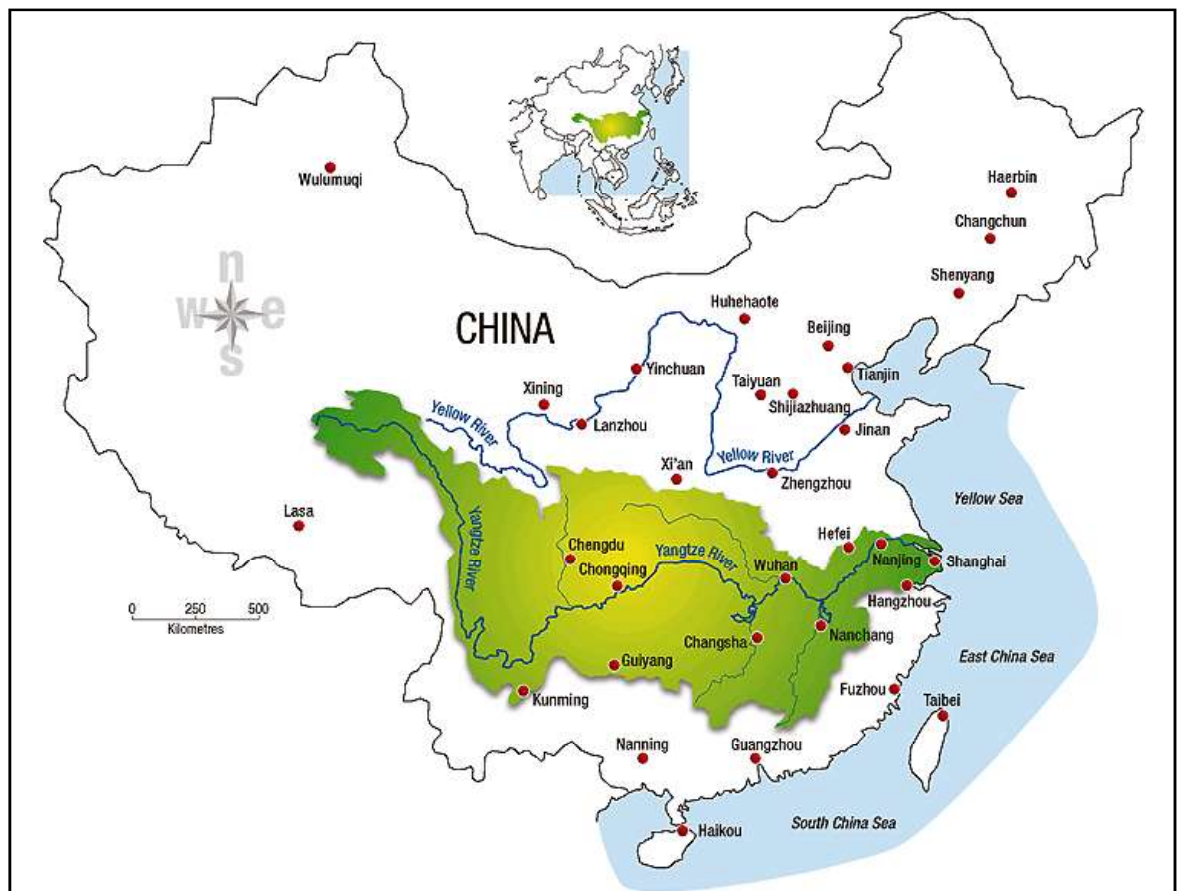 Wulumuqi
Haerbin
Changchun
Shenyang
n
w e
s
CHINA
Huhehaote
Beijing
Tianjin
Yinchuan
Xining
Taiyuan
Shijiazhuang
Lanzhou
Yellow River
Jinan
Yellow River
Xi'an
Zhengzhou
Yellow Sea
Lasa
Yangtze River
Chengdu
Chongqing
Yangtze River
Wuhan
Hefei
Nanjing
Shanghai
Hangzhou
0 250 500
Kilometres
Changsha
Nanchang
Guiyang
Kunming
East China Sea
Fuzhou
Taibei
Nanning
Guangzhou
South China Sea
Haikou